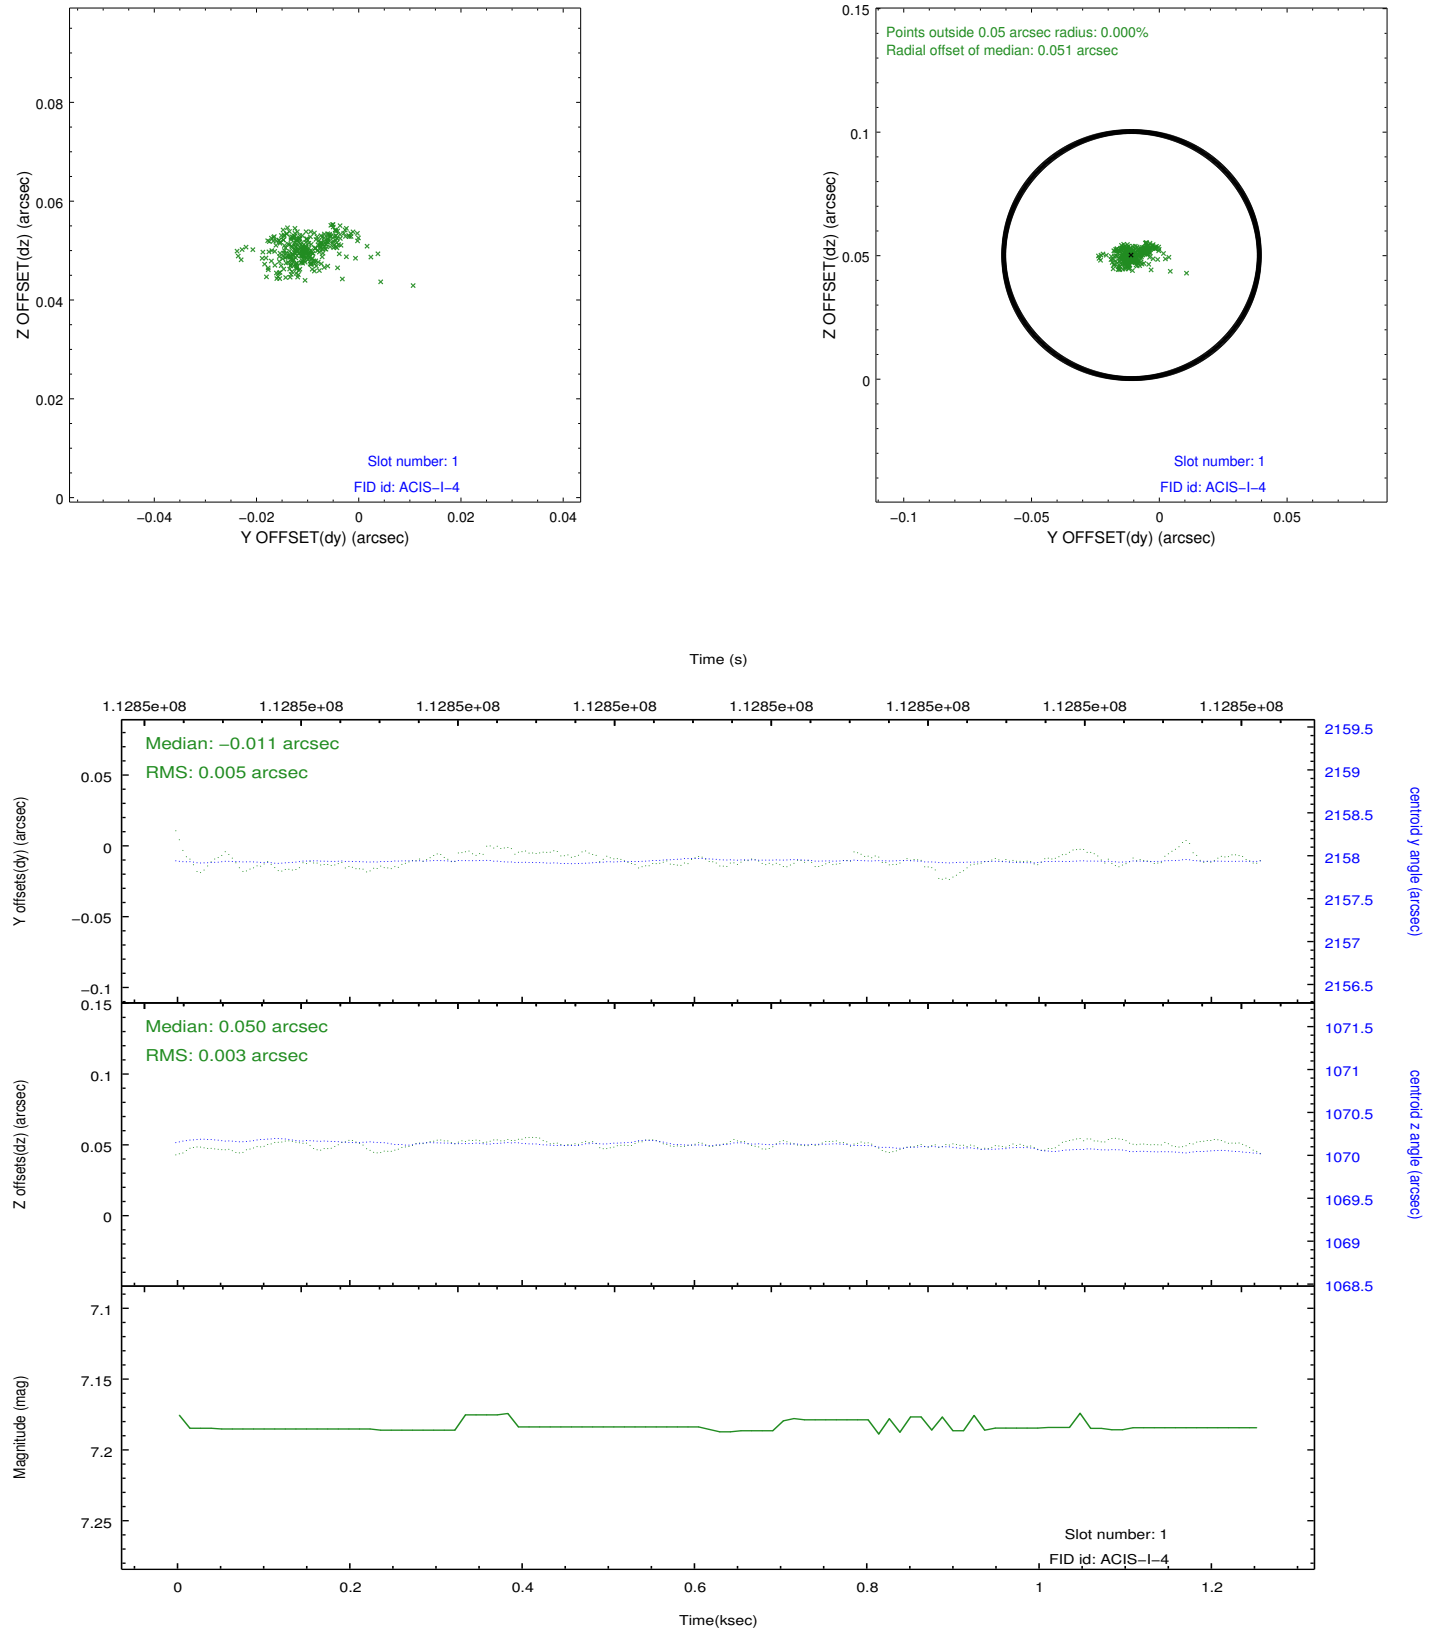 0.08
0.06
0.04
0.02
0
Z OFFSET(dz) (arcsec)
Slot number: 1
FID id: ACIS−I−4
−0.04
−0.02
0
0.02
0.04
Y OFFSET(dy) (arcsec)
0.15
0.1
0.05
0
Z OFFSET(dz) (arcsec)
Points outside 0.05 arcsec radius: 0.000%
Radial offset of median: 0.051 arcsec
Slot number: 1
FID id: ACIS−I−4
−0.1
−0.05
0
0.05
Y OFFSET(dy) (arcsec)
Time (s)
1.1285e+08 1.1285e+08 1.1285e+08 1.1285e+08 1.1285e+08 1.1285e+08 1.1285e+08 1.1285e+08
Median: −0.011 arcsec
RMS: 0.005 arcsec
0.05
0
−0.05
−0.1
Y offsets(dy) (arcsec)
2159.5
2159
2158.5
2158
2157.5
2157
2156.5
centroid y angle (arcsec)
Median: 0.050 arcsec
RMS: 0.003 arcsec
0.15
0.1
0.05
0
Z offsets(dz) (arcsec)
1071.5
1071
1070.5
1070
1069.5
1069
1068.5
centroid z angle (arcsec)
7.1
7.15
7.2
7.25
Magnitude (mag)
Slot number: 1
FID id: ACIS−I−4
0 0.2 0.4 0.6 0.8 1 1.2
Time(ksec)